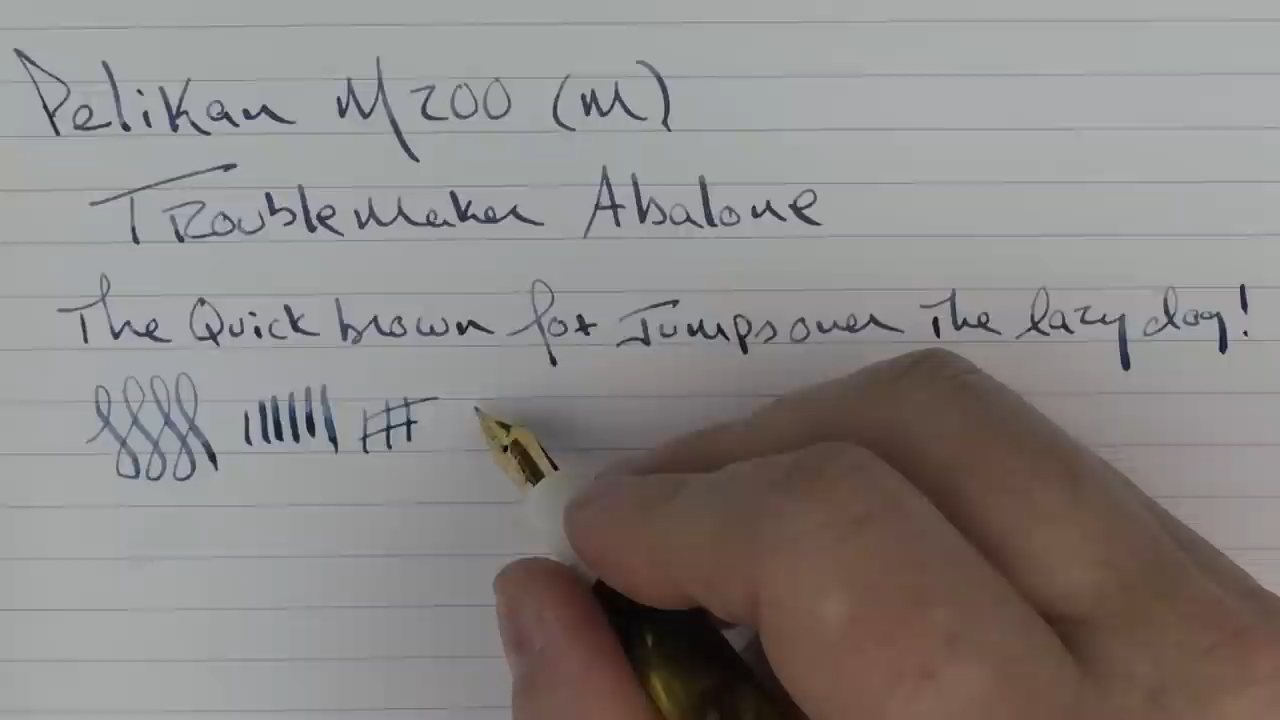 Pelikan M200 (M)
Troublemaker Abalone
The Quick brown fox Jumps over The lazy dog!